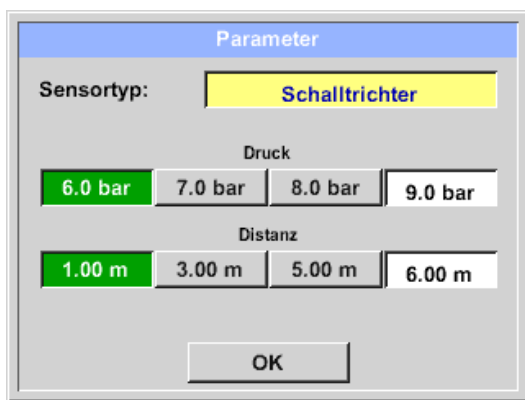 Parameter
Sensortyp: Schalltrichter
Druck
6.0 bar 7.0 bar 8.0 bar 9.0 bar
Distanz
1.00 m 3.00 m 5.00 m 6.00 m
OK